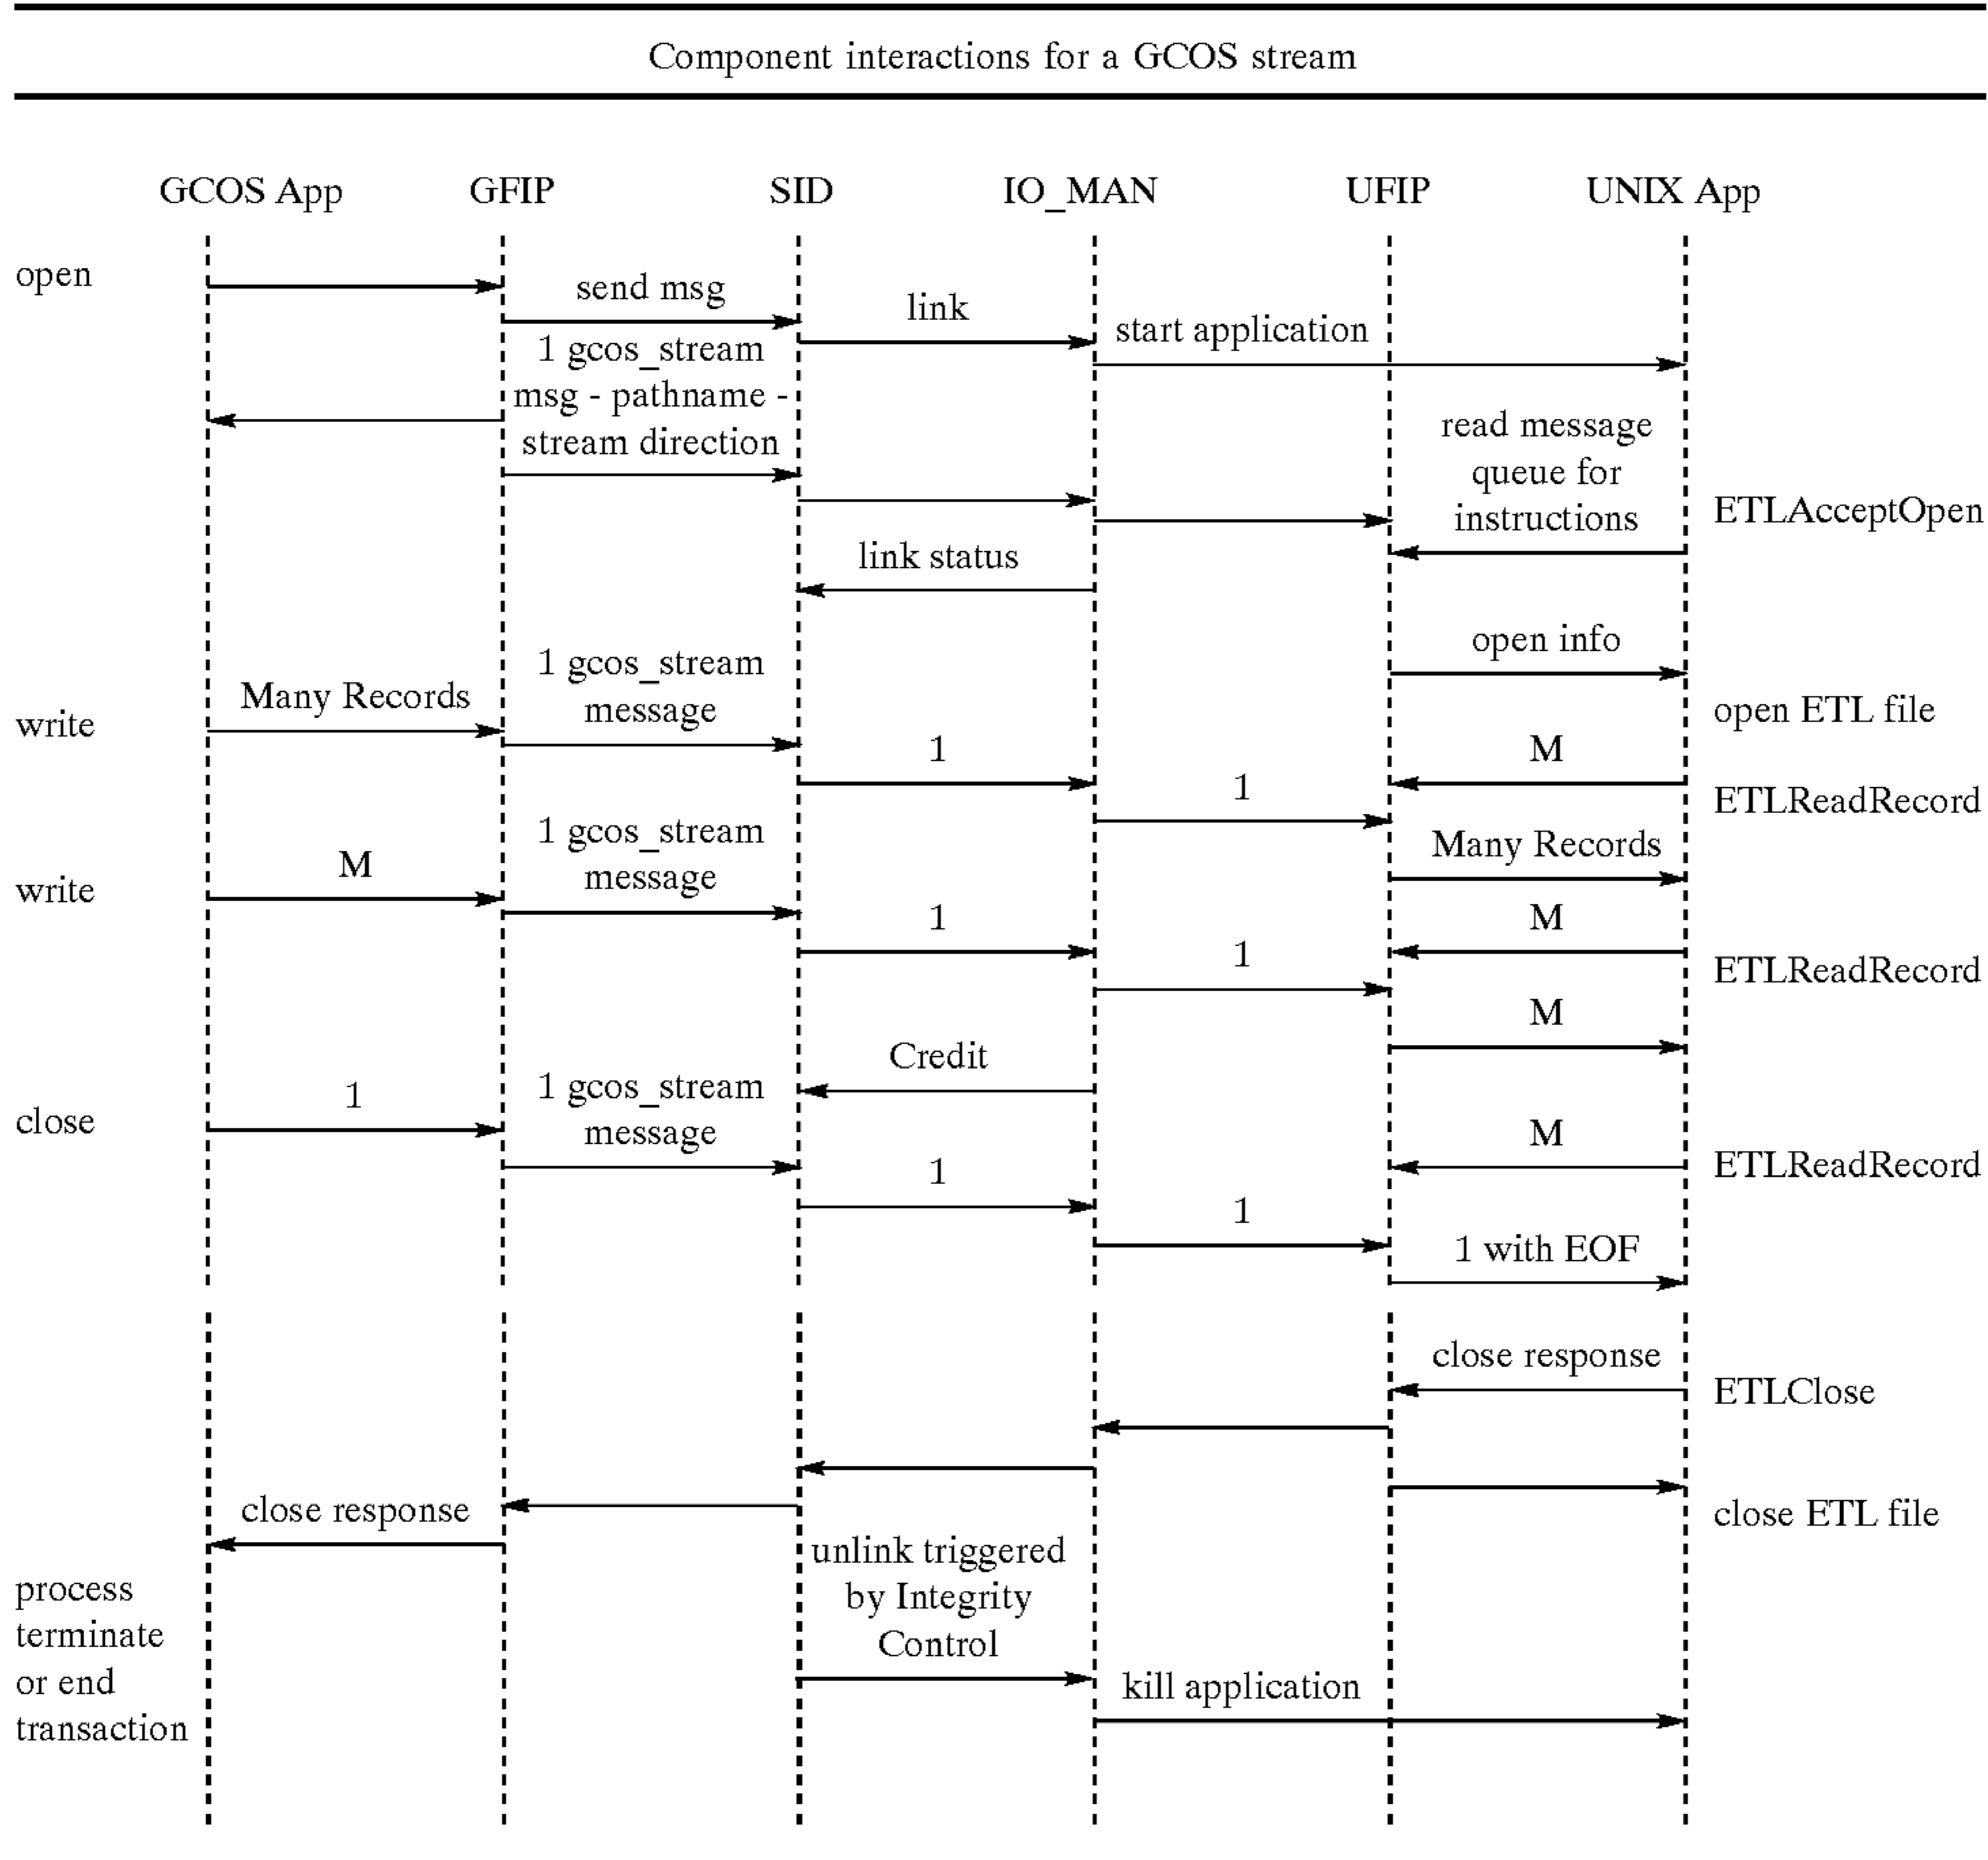 Component interactions for a GCOS stream
GCOS App GFIP SID IO_MAN UFIP UNIX App
open
send msg
link
start application
1 gcos_stream
msg - pathname -
stream direction
read message
queue for
instructions
ETLAcceptOpen
link status
open info
1 gcos_stream
message
Many Records
write
open ETL file
1
M
1
ETLReadRecord
1 gcos_stream
message
Many Records
M
write
1
M
1
ETLReadRecord
M
Credit
1 gcos_stream
message
1
close
M
ETLReadRecord
1
1
1 with EOF
close response
ETLClose
close response
close ETL file
unlink triggered
by Integrity
Control
process
terminate
or end
transaction
kill application